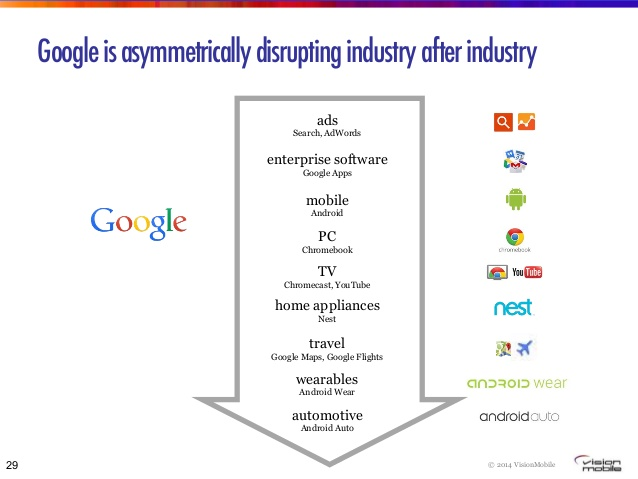 Google is asymmetrically disrupting industry after industry
ads
Search, AdWords
enterprise software
Google Apps
mobile
Android
Google
PC
Chromebook
chromebook
TV
Chromecast, YouTube
YouTube
home appliances
Nest
nest
travel
Google Maps, Google Flights
wearables
Android Wear
android wear
automotive
Android Auto
androidauto
29
© 2014 VisionMobile
vision
mobile